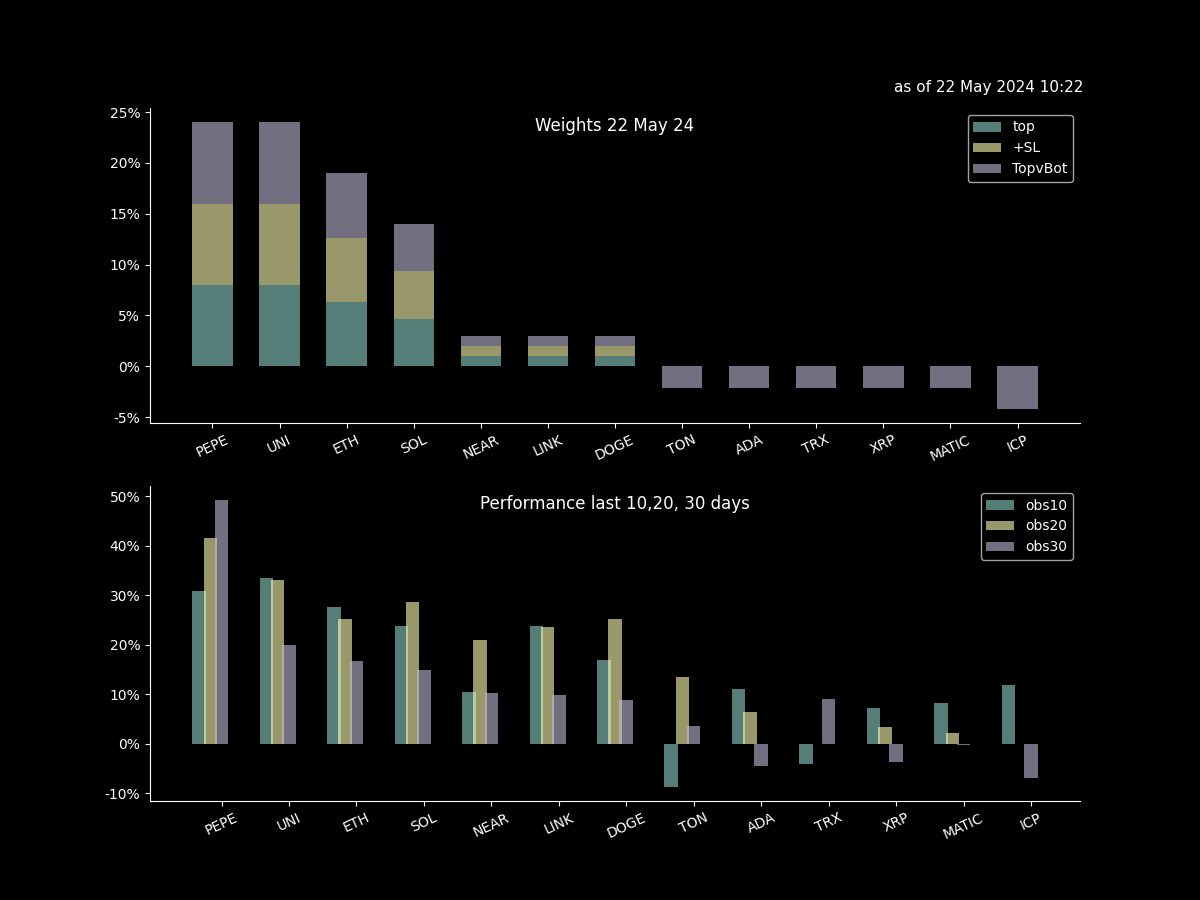 as of 22 May 2024 10:22
Weights 22 May 24
top
+SL
TopvBot
25%
20%
15%
10%
5%
0%
-5%
PEPE UNI ETH SOL NEAR LINK DOGE TON ADA TRX XRP MATIC ICP
Performance last 10,20, 30 days
obs10
obs20
obs30
50%
40%
30%
20%
10%
0%
-10%
PEPE UNI ETH SOL NEAR LINK DOGE TON ADA TRX XRP MATIC ICP